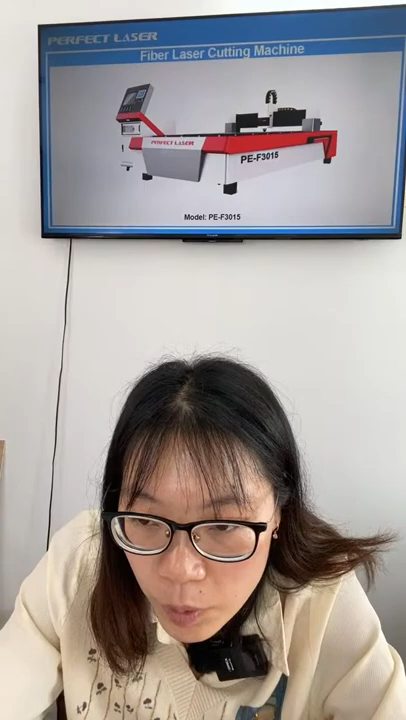 PERFECT LASER
Fiber Laser Cutting Machine
PERFECT LASER
PE-F3015
Model: PE-F3015